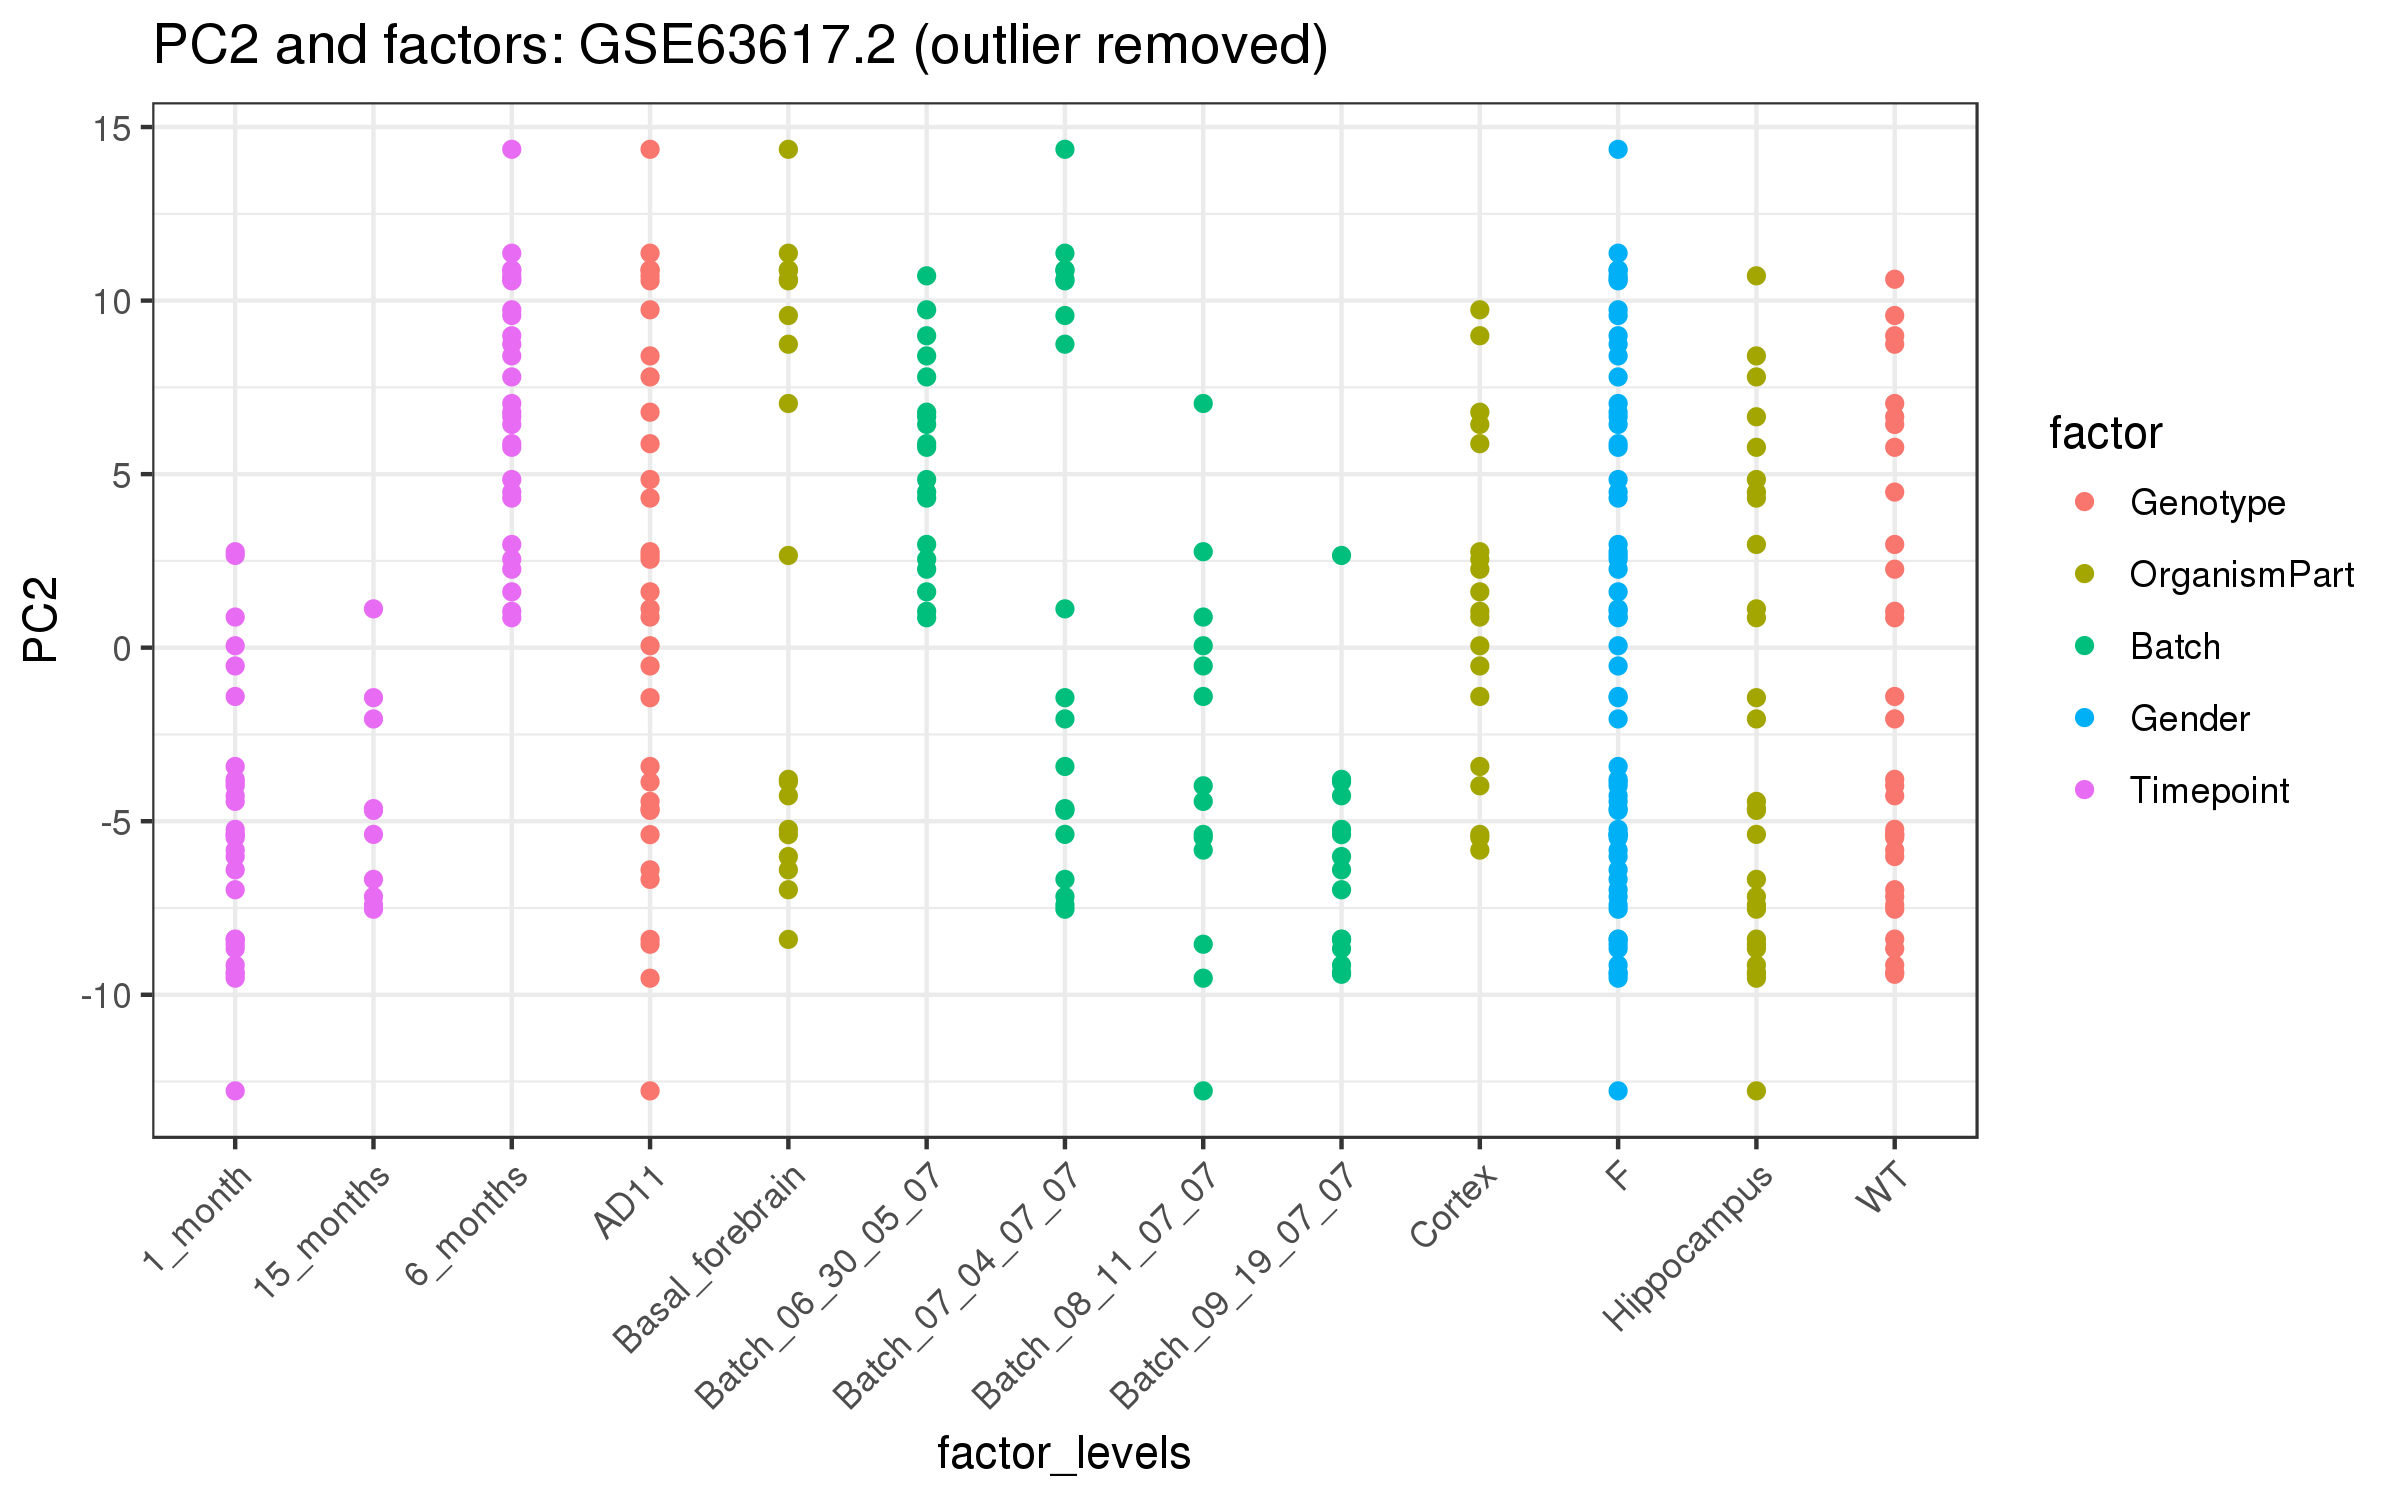 PC2 and factors: GSE63617.2 (outlier removed)
15
10
5
0
-5
-10
PC2
1_month
15_months
6_months
AD11
Basal_forebrain
Batch_06_30_05_07
Batch_07_04_07_07
Batch_08_11_07_07
Batch_09_19_07_07
Cortex
F
Hippocampus
WT
factor_levels
factor
Genotype
OrganismPart
Batch
Gender
Timepoint